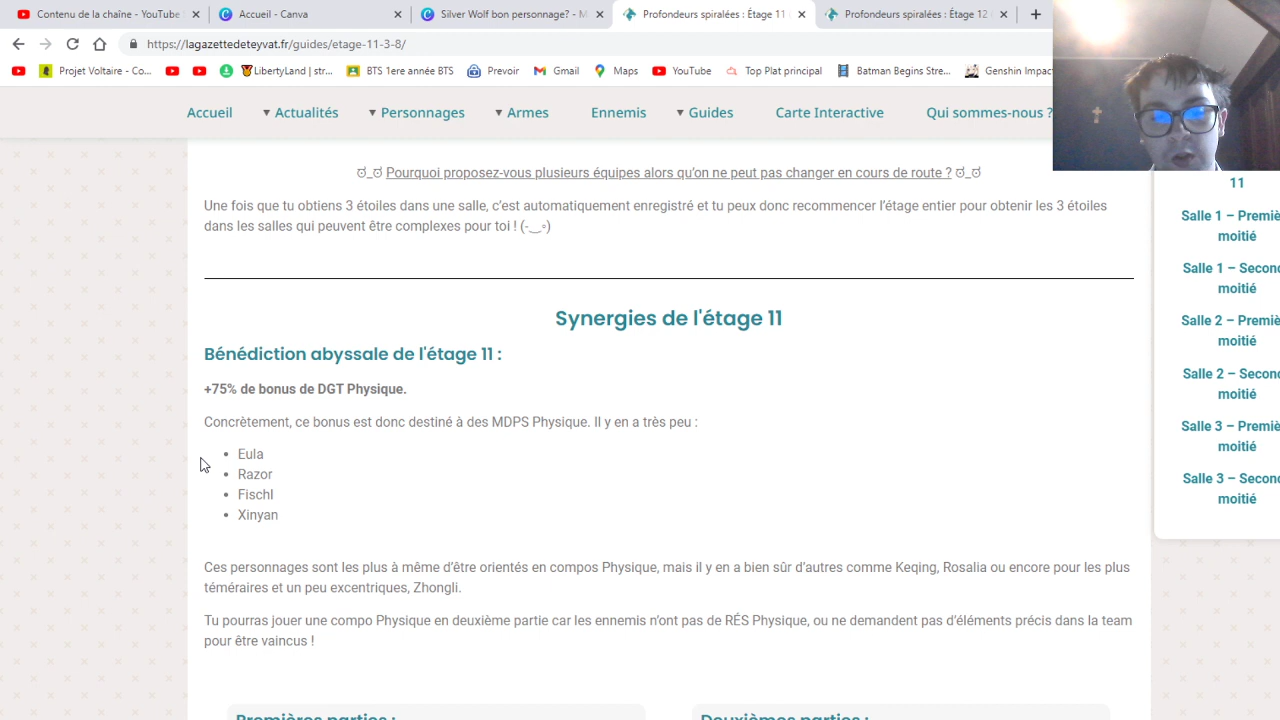 Contenu de la chaîne - YouTube
Accueil - Canva
Silver Wolf bon personnage? - M
Profondeurs spiralées : Étage 11
Profondeurs spiralées : Étage 12
https://lagazettedeteyvat.fr/guides/etage-11-3-8/
Projet Voltaire - Co...
LibertyLand | str...
BTS 1ere année BTS
Prevoir
Gmail
Maps
YouTube
Top Plat principal
Batman Begins Stre...
Genshin Impact
Accueil
Actualités
Personnages
Armes
Ennemis
Guides
Carte Interactive
Qui sommes-nous ?
ಠ_ಠ Pourquoi proposez-vous plusieurs équipes alors qu’on ne peut pas changer en cours de route ? ಠ_ಠ
Une fois que tu obtiens 3 étoiles dans une salle, c’est automatiquement enregistré et tu peux donc recommencer l’étage entier pour obtenir les 3 étoiles
dans les salles qui peuvent être complexes pour toi ! (-‿◦)
Synergies de l'étage 11
Bénédiction abyssale de l'étage 11 :
+75% de bonus de DGT Physique.
Concrètement, ce bonus est donc destiné à des MDPS Physique. Il y en a très peu :
• Eula
• Razor
• Fischl
• Xinyan
Ces personnages sont les plus à même d’être orientés en compos Physique, mais il y en a bien sûr d’autres comme Keqing, Rosalia ou encore pour les plus
téméraires et un peu excentriques, Zhongli.
Tu pourras jouer une compo Physique en deuxième partie car les ennemis n’ont pas de RÉS Physique, ou ne demandent pas d’éléments précis dans la team
pour être vaincus !
Premières parties :
Deuxièmes parties :
11
Salle 1 – Premiè
moitié
Salle 1 – Second
moitié
Salle 2 – Premiè
moitié
Salle 2 – Second
moitié
Salle 3 – Premiè
moitié
Salle 3 – Second
moitié